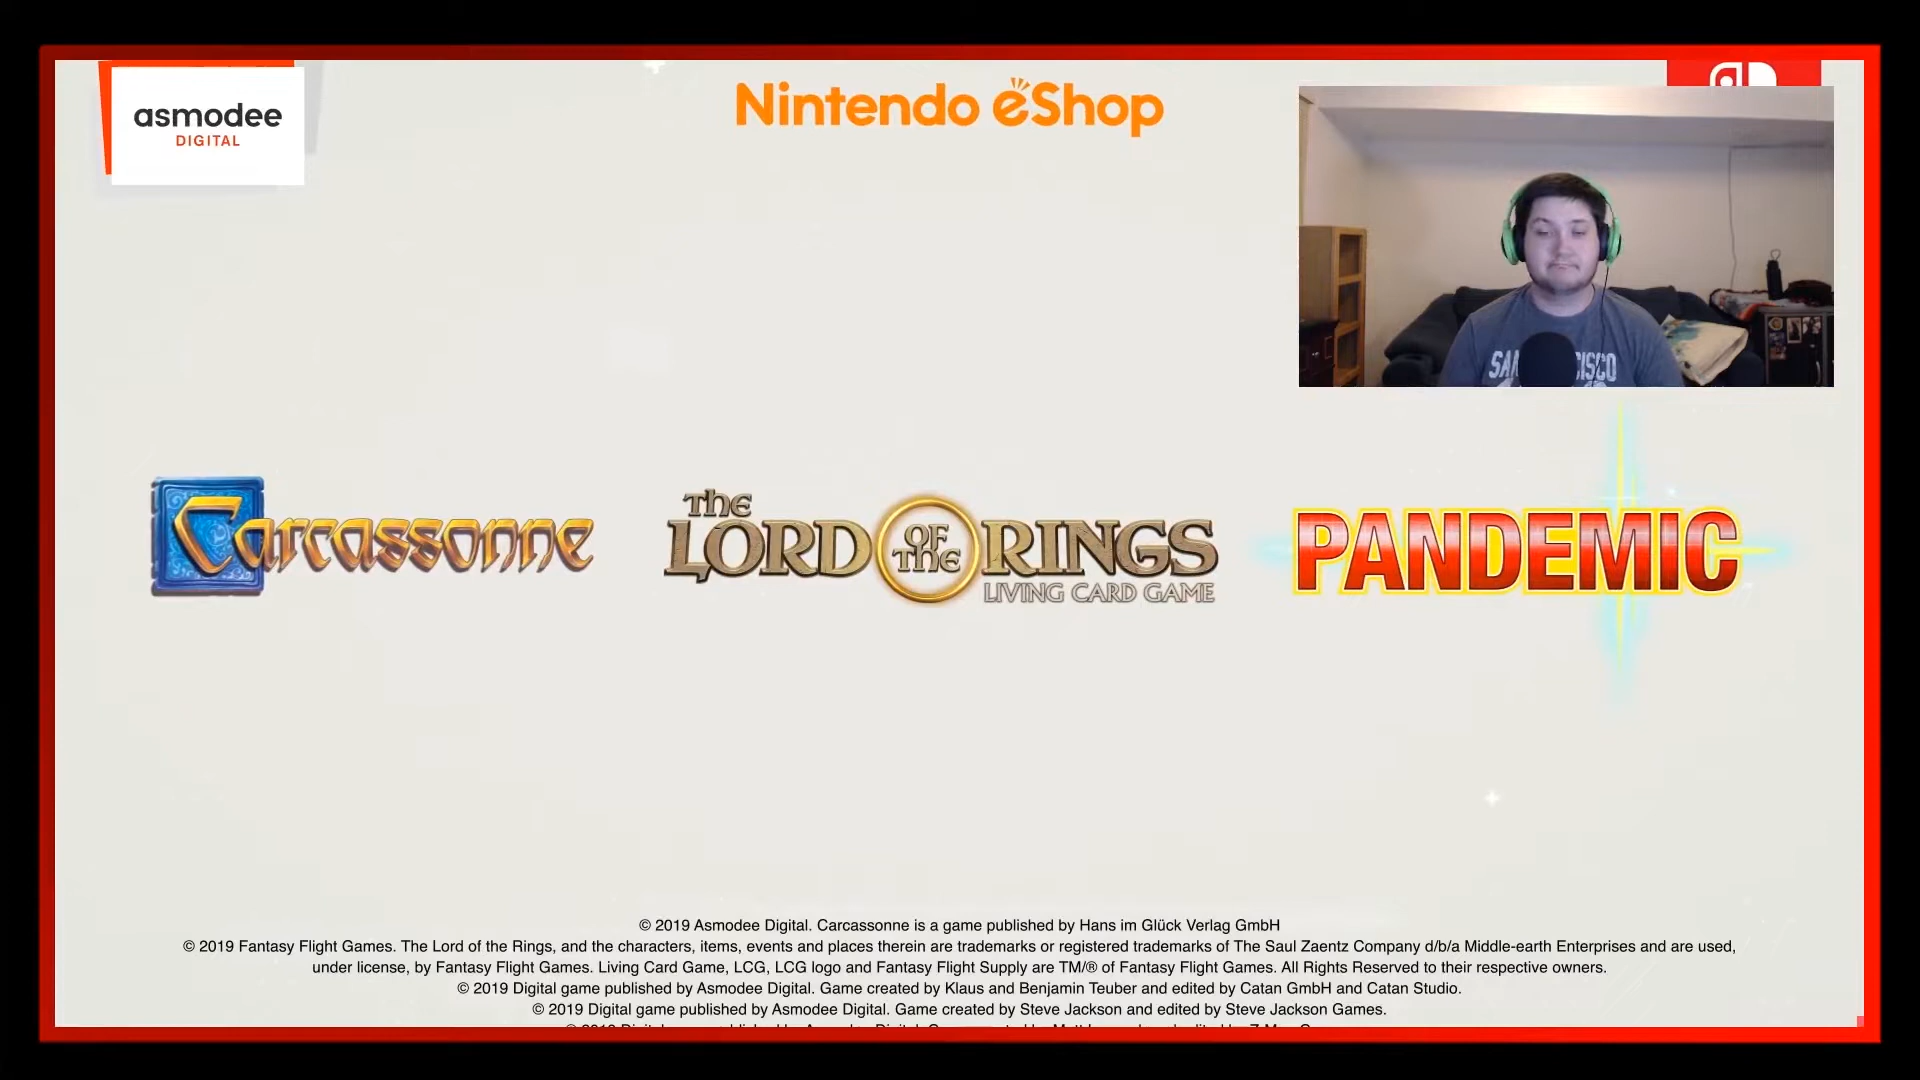 asmodee
DIGITAL
Nintendo eShop
SAN CISCO
Carcassonne
The
LORD OF THE RINGS
LIVING CARD GAME
PANDEMIC
© 2019 Asmodee Digital. Carcassonne is a game published by Hans im Glück Verlag GmbH
© 2019 Fantasy Flight Games. The Lord of the Rings, and the characters, items, events and places therein are trademarks or registered trademarks of The Saul Zaentz Company d/b/a Middle-earth Enterprises and are used,
under license, by Fantasy Flight Games. Living Card Game, LCG, LCG logo and Fantasy Flight Supply are TM/® of Fantasy Flight Games. All Rights Reserved to their respective owners.
© 2019 Digital game published by Asmodee Digital. Game created by Klaus and Benjamin Teuber and edited by Catan GmbH and Catan Studio.
© 2019 Digital game published by Asmodee Digital. Game created by Steve Jackson and edited by Steve Jackson Games.